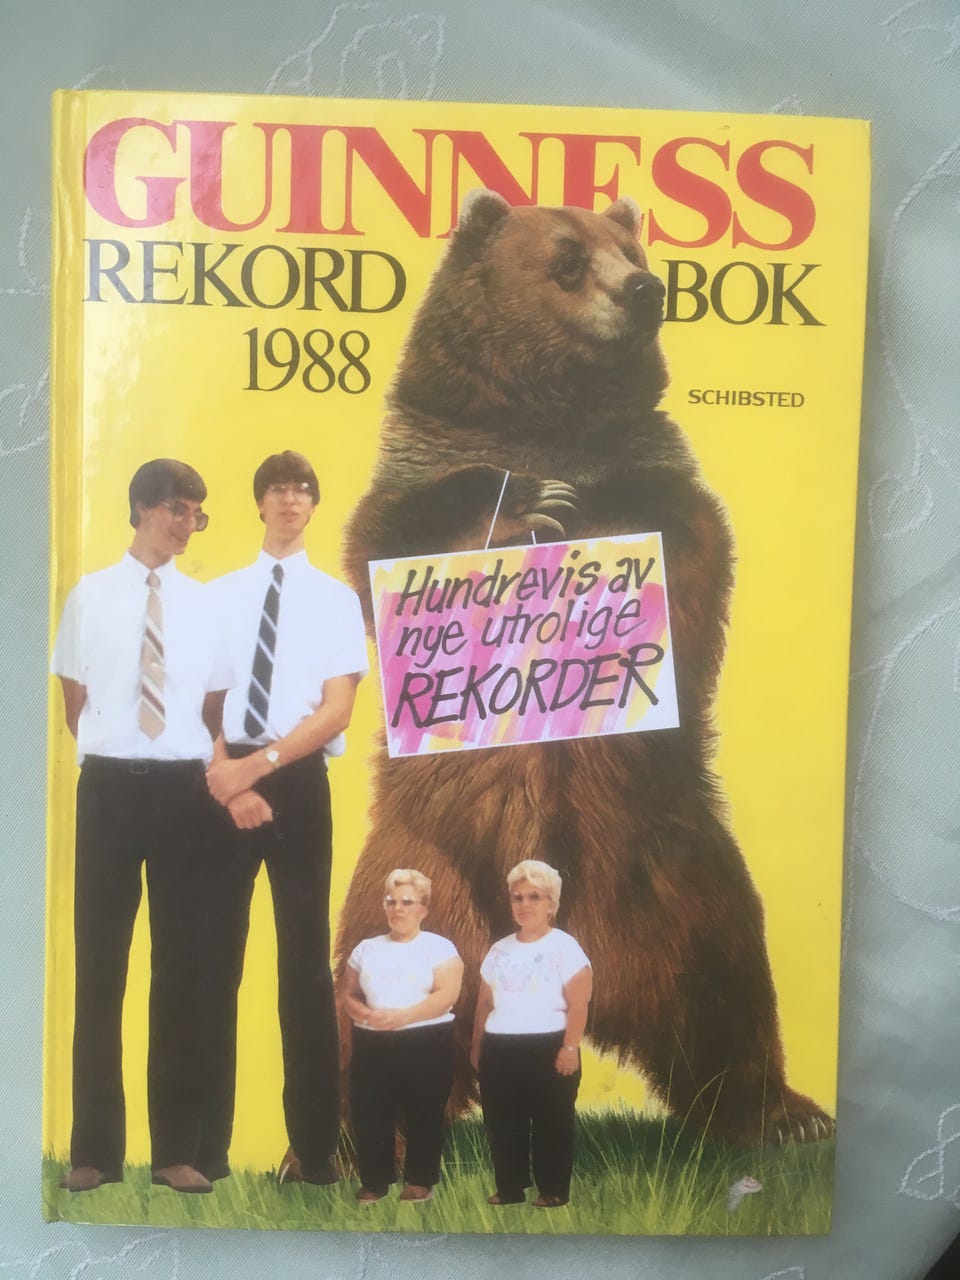 GUINNESS
REKORD BOK
1988
SCHIBSTED
Hundrevis av
nye utrolige
REKORDER